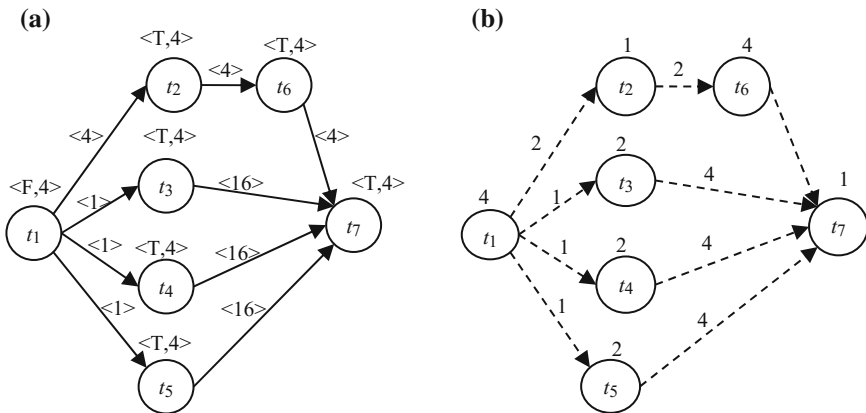 (a)
<T,4>
<T,4>
t2
<4>
t6
<4>
<T,4>
<4>
<F,4>
<1>
t3
<16>
<T,4>
t1
t7
<1>
<T,4>
t4
<16>
<1>
<16>
<T,4>
t5
(b)
1
4
t2
2
t6
2
2
4
1
t3
4
1
t1
t7
1
2
t4
4
1
4
2
t5